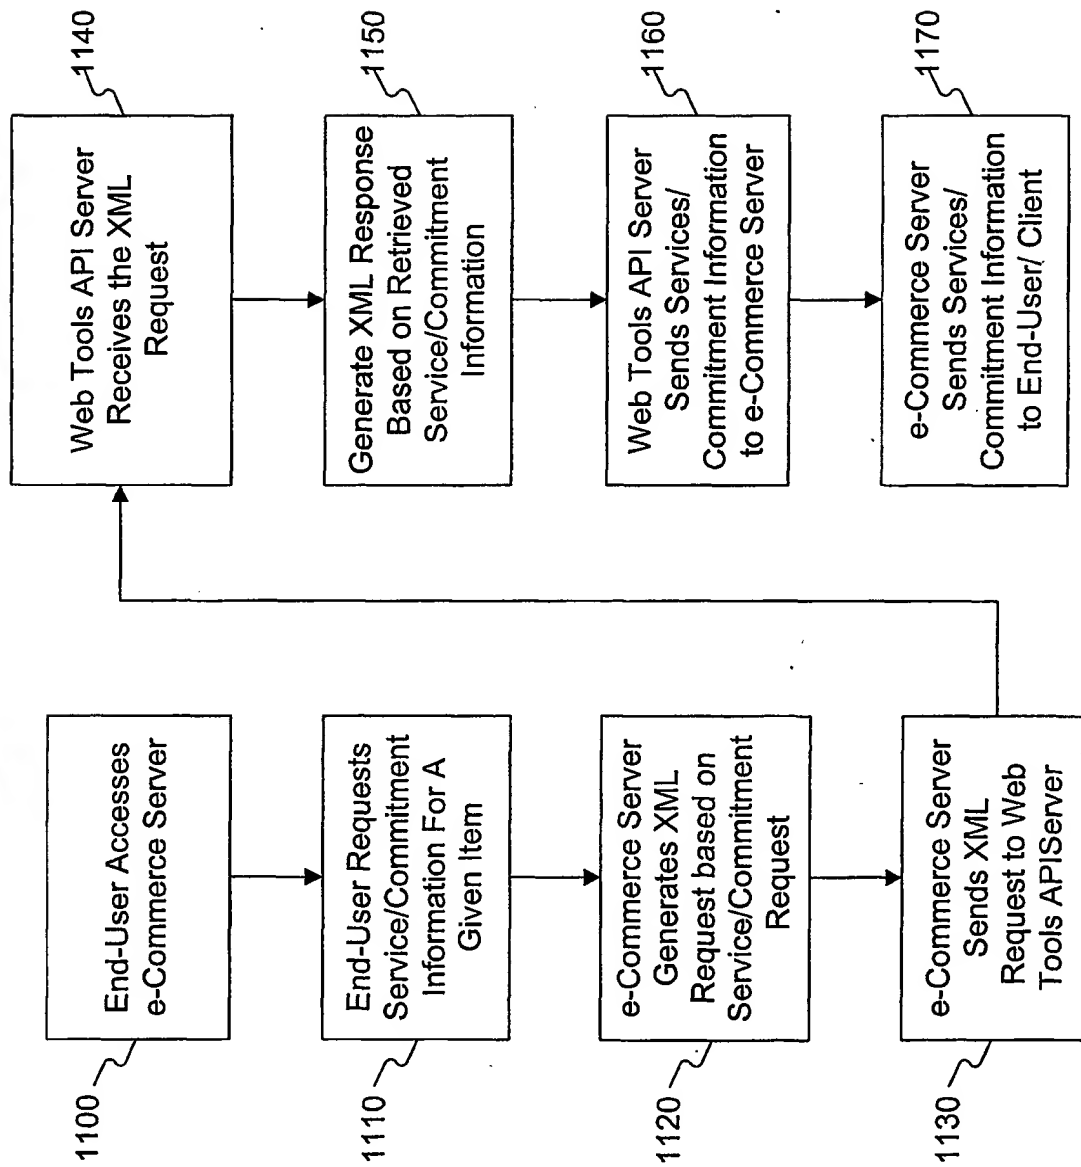 1100
End-User Accesses
e-Commerce Server
1110
End-User Requests
Service/Commitment
Information For A
Given Item
1120
e-Commerce Server
Generates XML
Request based on
Service/Commitment
Request
1130
e-Commerce Server
Sends XML
Request to Web
Tools APIServer
1140
Web Tools API Server
Receives the XML
Request
1150
Generate XML Response
Based on Retrieved
Service/Commitment
Information
1160
Web Tools API Server
Sends Services/
Commitment Information
to e-Commerce Server
1170
e-Commerce Server
Sends Services/
Commitment Information
to End-User/ Client